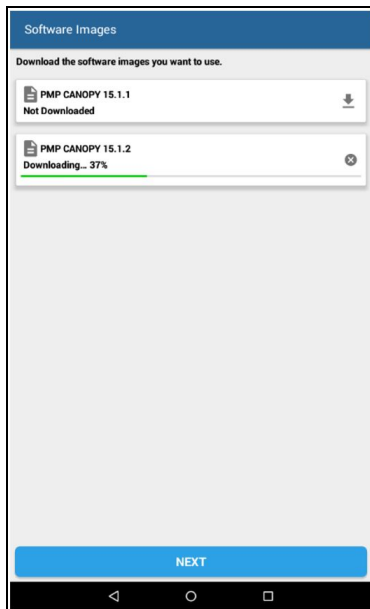 Software Images
Download the software images you want to use.
PMP CANOPY 15.1.1
Not Downloaded
PMP CANOPY 15.1.2
Downloading... 37%
NEXT